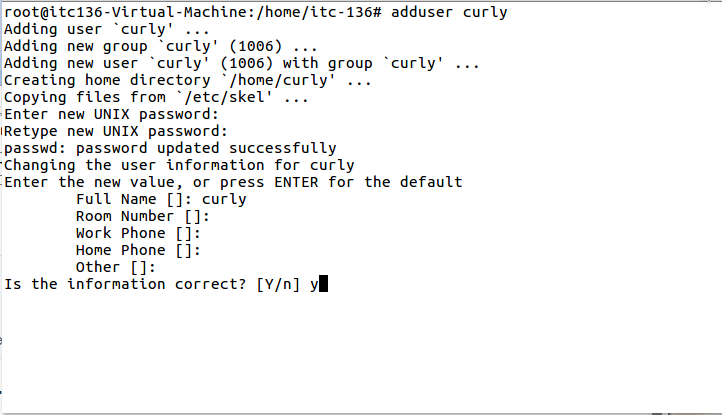 root@itc136-Virtual-Machine:/home/itc-136# adduser curly
Adding user `curly' ...
Adding new group `curly' (1006) ...
Adding new user `curly' (1006) with group `curly' ...
Creating home directory `/home/curly' ...
Copying files from `/etc/skel' ...
Enter new UNIX password:
Retype new UNIX password:
passwd: password updated successfully
Changing the user information for curly
Enter the new value, or press ENTER for the default
        Full Name []: curly
        Room Number []:
        Work Phone []:
        Home Phone []:
        Other []:
Is the information correct? [Y/n] y